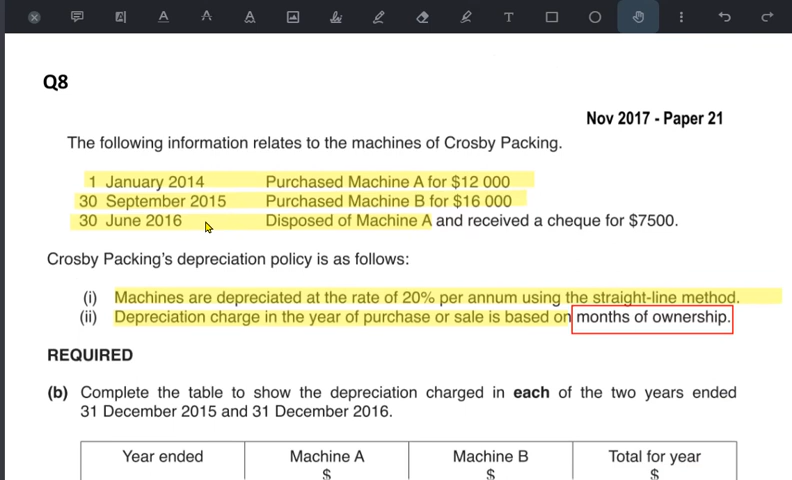 Q8
Nov 2017 - Paper 21
The following information relates to the machines of Crosby Packing.
1 January 2014 Purchased Machine A for $12 000
30 September 2015 Purchased Machine B for $16 000
30 June 2016 Disposed of Machine A and received a cheque for $7500.
Crosby Packing's depreciation policy is as follows:
(i) Machines are depreciated at the rate of 20% per annum using the straight-line method.
(ii) Depreciation charge in the year of purchase or sale is based on months of ownership.
REQUIRED
(b) Complete the table to show the depreciation charged in each of the two years ended
31 December 2015 and 31 December 2016.
Year ended Machine A Machine B Total for year
$ $ $